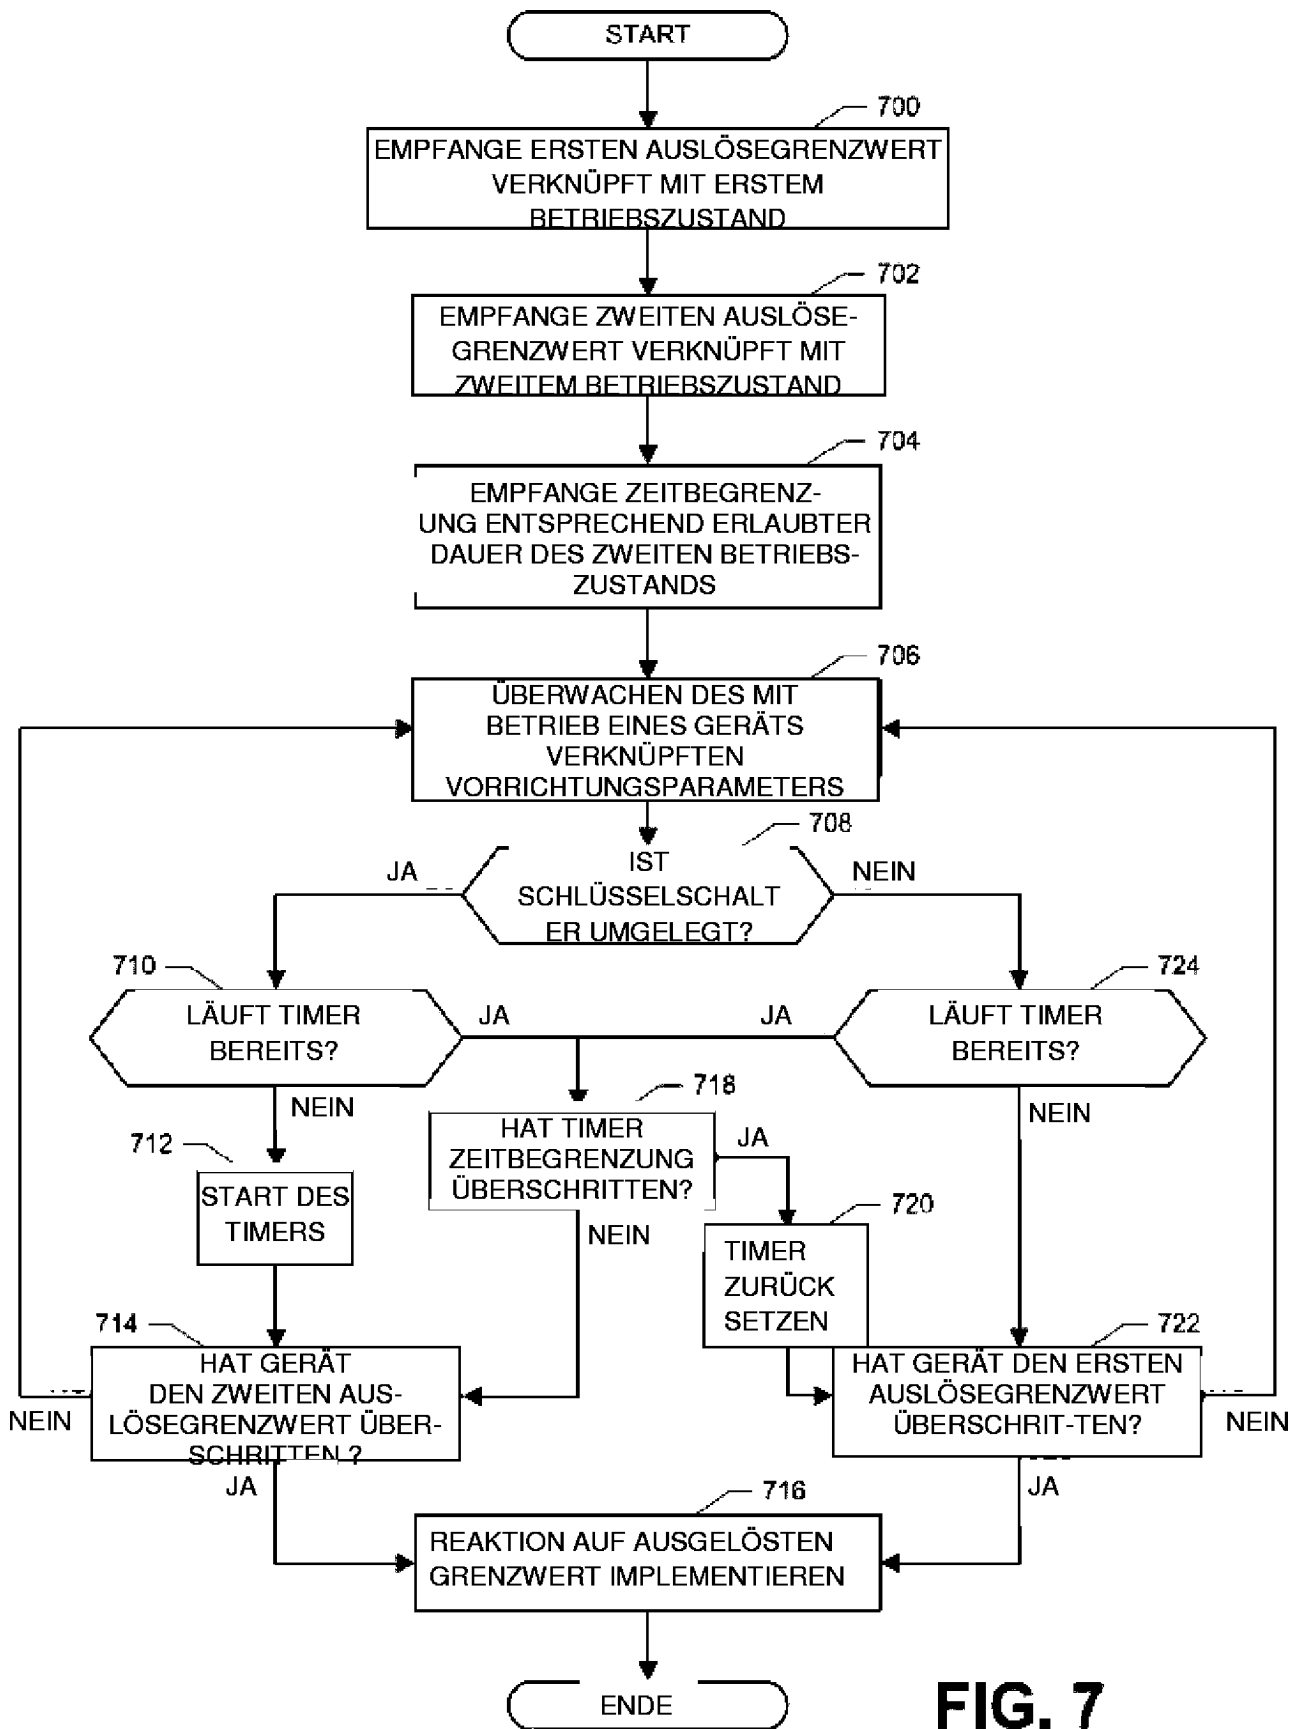 START
700
EMPFANGE ERSTEN AUSLÖSEGRENZWERT
VERKNÜPFT MIT ERSTEM
BETRIEBSZUSTAND
702
EMPFANGE ZWEITEN AUSLÖSE-
GRENZWERT VERKNÜPFT MIT
ZWEITEM BETRIEBSZUSTAND
704
EMPFANGE ZEITBEGRENZ-
UNG ENTSPRECHEND ERLAUBTER
DAUER DES ZWEITEN BETRIEBS-
ZUSTANDS
706
ÜBERWACHEN DES MIT
BETRIEB EINES GERÄTS
VERKNÜPFTEN
VORRICHTUNGSPARAMETERS
708
IST
SCHLÜSSELSCHALT
ER UMGELEGT?
JA
NEIN
710
LÄUFT TIMER
BEREITS?
JA
NEIN
724
LÄUFT TIMER
BEREITS?
JA
NEIN
712
START DES
TIMERS
718
HAT TIMER
ZEITBEGRENZUNG
ÜBERSCHRITTEN?
JA
NEIN
720
TIMER
ZURÜCK
SETZEN
714
HAT GERÄT
DEN ZWEITEN AUS-
LÖSEGRENZWERT ÜBER-
SCHRITTEN ?
NEIN
JA
722
HAT GERÄT DEN ERSTEN
AUSLÖSEGRENZWERT
ÜBERSCHRIT-TEN?
NEIN
JA
716
REAKTION AUF AUSGELÖSTEN
GRENZWERT IMPLEMENTIEREN
ENDE
FIG. 7